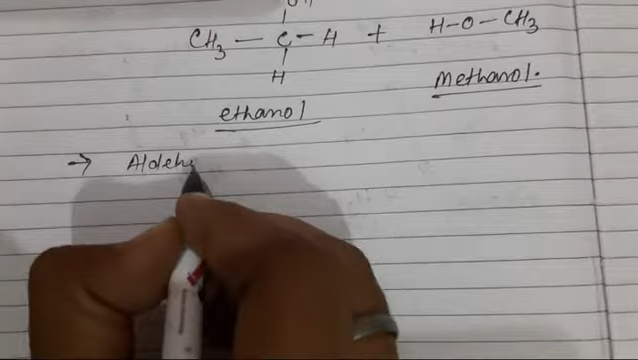 CH3 — C — H + H-O-CH3
H
ethanol
Methanol.
→ Aldeh